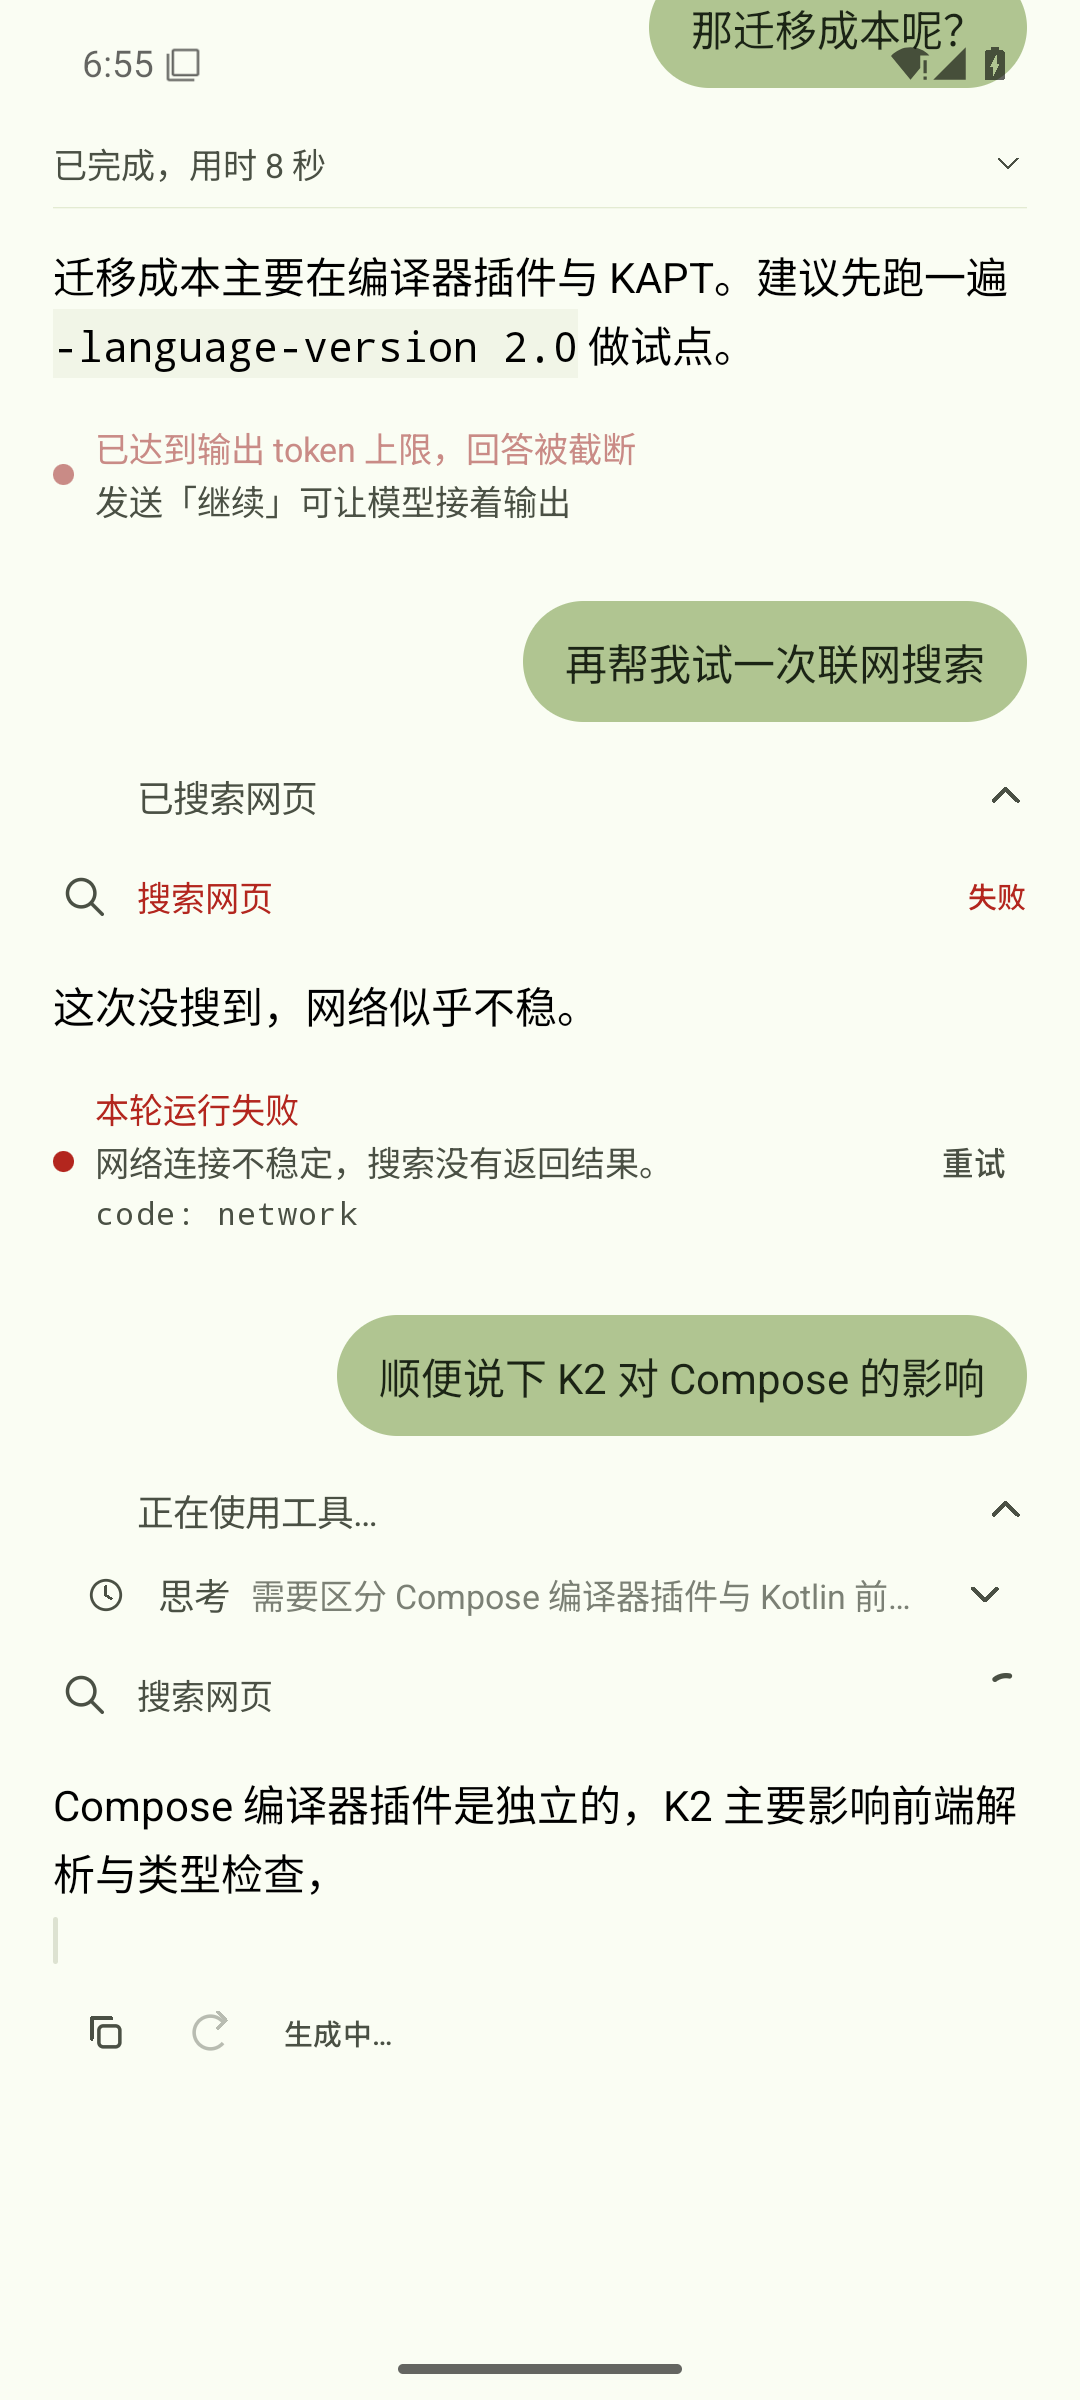 那迁移成本呢？
6:55
已完成，用时 8 秒
迁移成本主要在编译器插件与 KAPT。建议先跑一遍
-language-version 2.0 做试点。
已达到输出 token 上限，回答被截断
发送「继续」可让模型接着输出
再帮我试一次联网搜索
已搜索网页
搜索网页 失败
这次没搜到，网络似乎不稳。
本轮运行失败
网络连接不稳定，搜索没有返回结果。 重试
code: network
顺便说下 K2 对 Compose 的影响
正在使用工具…
思考 需要区分 Compose 编译器插件与 Kotlin 前…
搜索网页
Compose 编译器插件是独立的，K2 主要影响前端解
析与类型检查，
生成中…